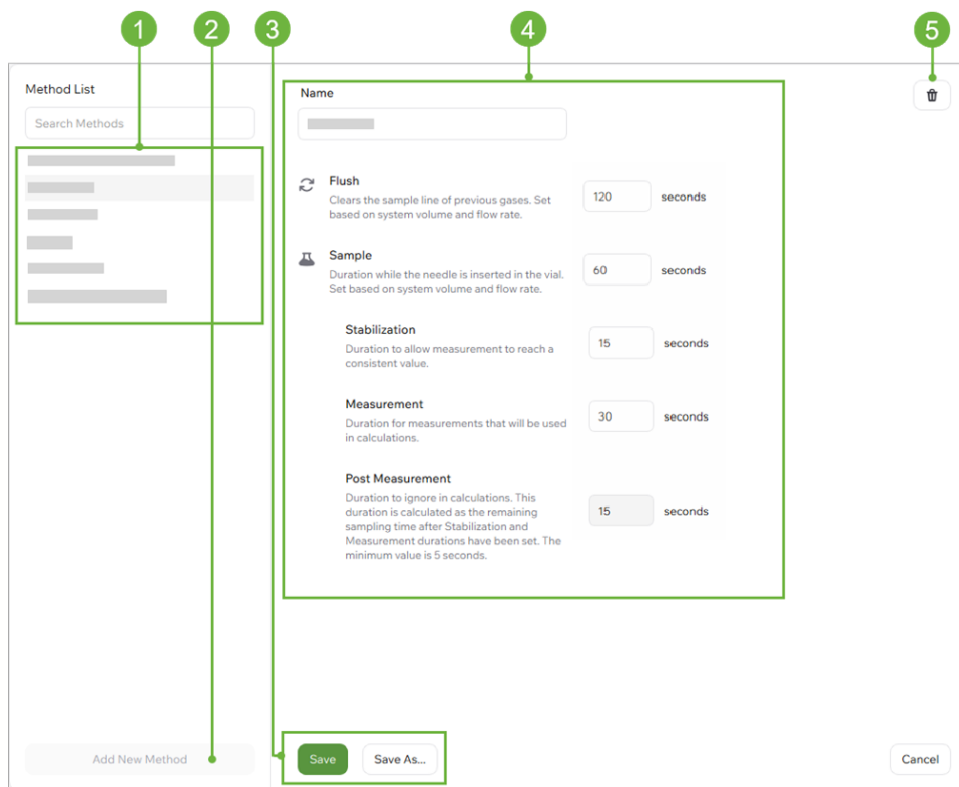 1
2
3
4
5
Method List
Search Methods
Add New Method
Name
Flush
Clears the sample line of previous gases. Set
based on system volume and flow rate.
120 seconds
Sample
Duration while the needle is inserted in the vial.
Set based on system volume and flow rate.
60 seconds
Stabilization
Duration to allow measurement to reach a
consistent value.
15 seconds
Measurement
Duration for measurements that will be used
in calculations.
30 seconds
Post Measurement
Duration to ignore in calculations. This
duration is calculated as the remaining
sampling time after Stabilization and
Measurement durations have been set. The
minimum value is 5 seconds.
15 seconds
Save
Save As...
Cancel